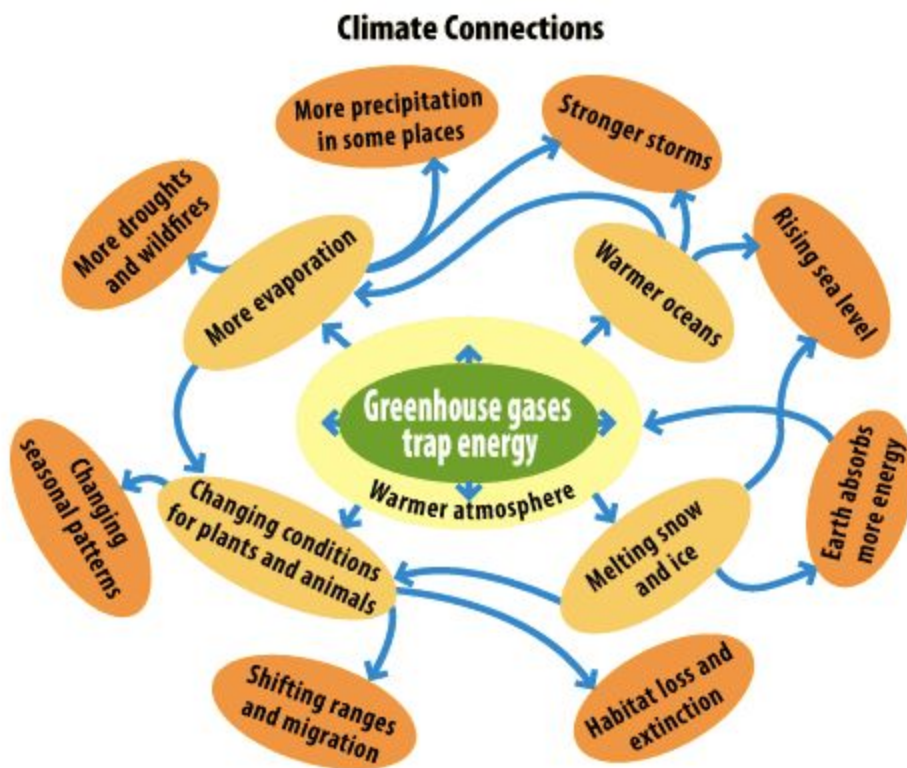 Climate Connections
More precipitation
in some places
Stronger storms
More droughts
and wildfires
More evaporation
Warmer oceans
Rising sea level
Greenhouse gases
trap energy
Warmer atmosphere
Changing
seasonal patterns
Changing conditions
for plants and animals
Melting snow
and ice
Earth absorbs
more energy
Shifting ranges
and migration
Habitat loss and
extinction